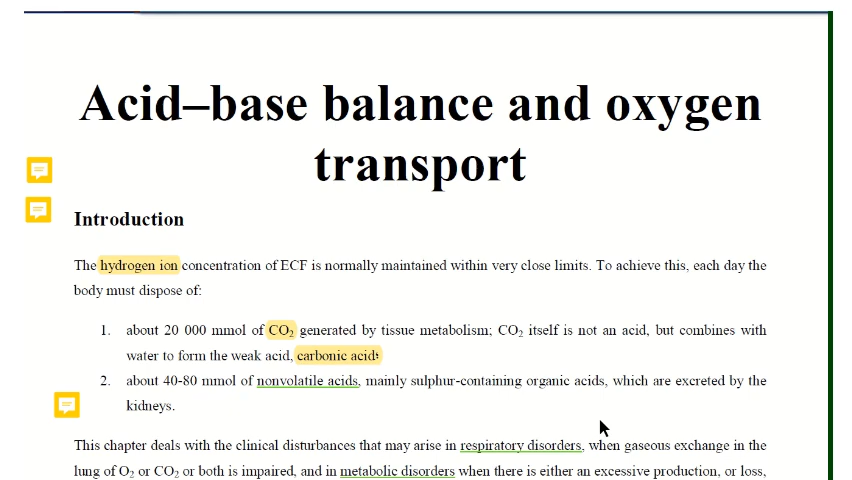 Acid–base balance and oxygen
transport
Introduction
The hydrogen ion concentration of ECF is normally maintained within very close limits. To achieve this, each day the
body must dispose of:
1. about 20 000 mmol of CO₂ generated by tissue metabolism; CO₂ itself is not an acid, but combines with
water to form the weak acid, carbonic acid;
2. about 40-80 mmol of nonvolatile acids, mainly sulphur-containing organic acids, which are excreted by the
kidneys.
This chapter deals with the clinical disturbances that may arise in respiratory disorders, when gaseous exchange in the
lung of O₂ or CO₂ or both is impaired, and in metabolic disorders when there is either an excessive production, or loss,